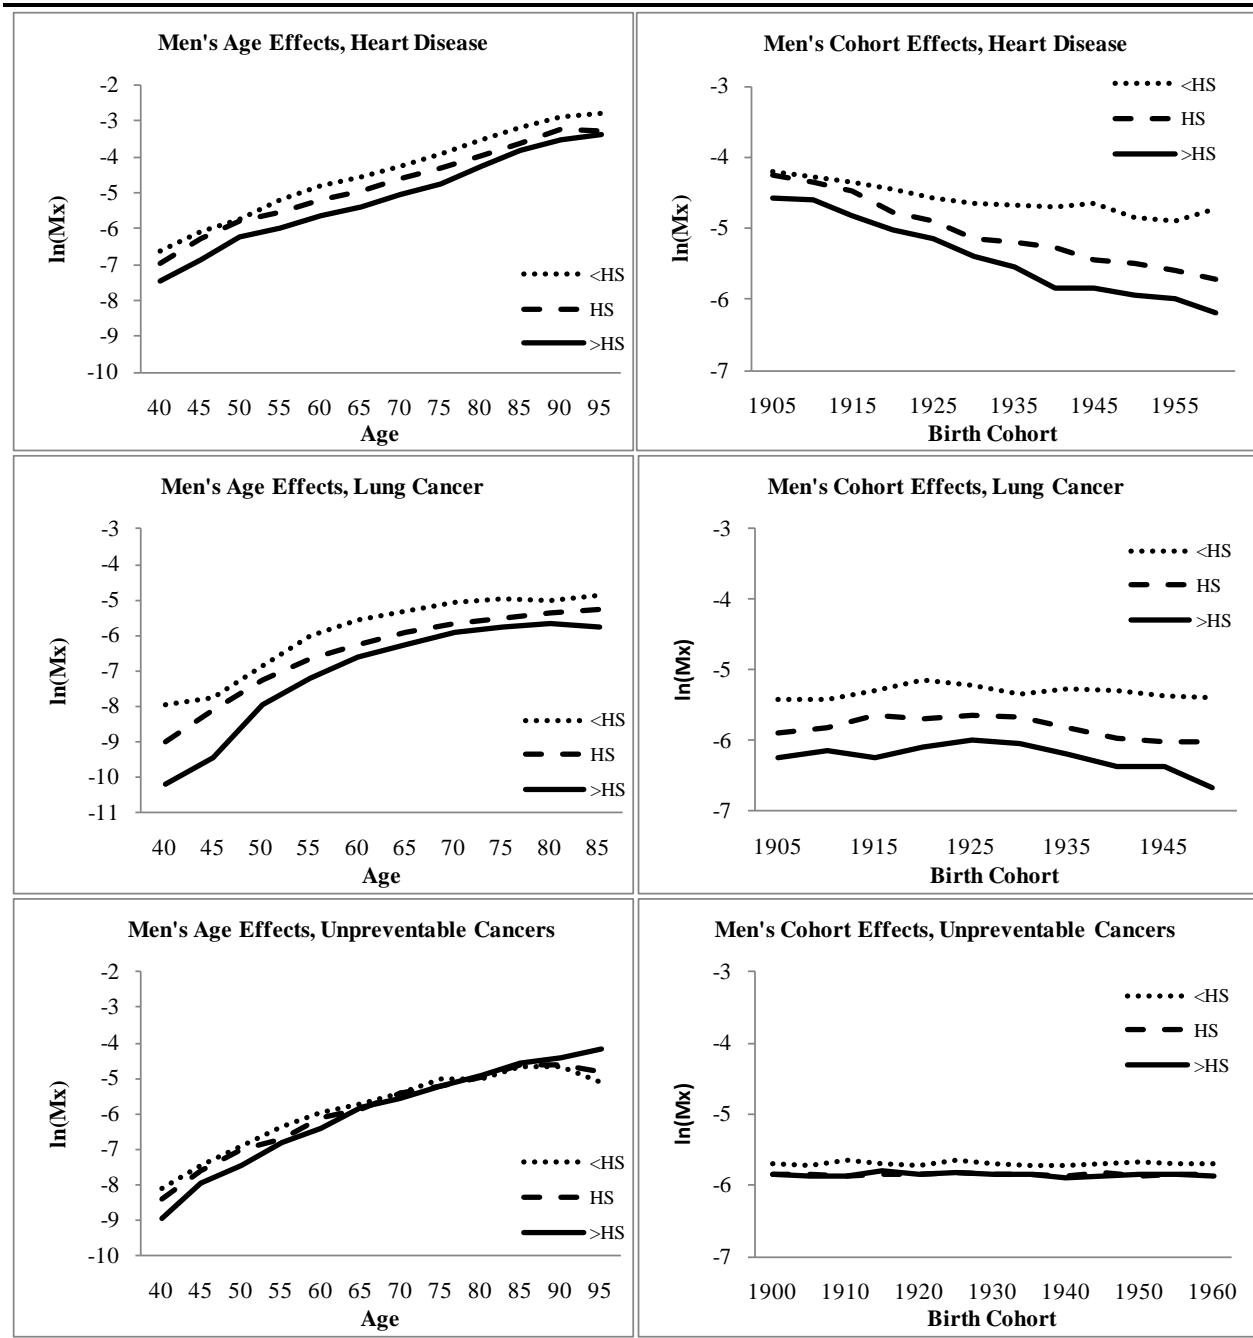 Men's Age Effects, Heart Disease
ln(Mx)
-2
-3
-4
-5
-6
-7
-8
-9
-10
<HS
HS
>HS
40 45 50 55 60 65 70 75 80 85 90 95
Age
Men's Cohort Effects, Heart Disease
ln(Mx)
-3
-4
-5
-6
-7
<HS
HS
>HS
1905 1915 1925 1935 1945 1955
Birth Cohort
Men's Age Effects, Lung Cancer
ln(Mx)
-3
-4
-5
-6
-7
-8
-9
-10
-11
<HS
HS
>HS
40 45 50 55 60 65 70 75 80 85
Age
Men's Cohort Effects, Lung Cancer
ln(Mx)
-3
-4
-5
-6
-7
<HS
HS
>HS
1905 1915 1925 1935 1945
Birth Cohort
Men's Age Effects, Unpreventable Cancers
ln(Mx)
-2
-3
-4
-5
-6
-7
-8
-9
-10
<HS
HS
>HS
40 45 50 55 60 65 70 75 80 85 90 95
Age
Men's Cohort Effects, Unpreventable Cancers
ln(Mx)
-3
-4
-5
-6
-7
<HS
HS
>HS
1900 1910 1920 1930 1940 1950 1960
Birth Cohort